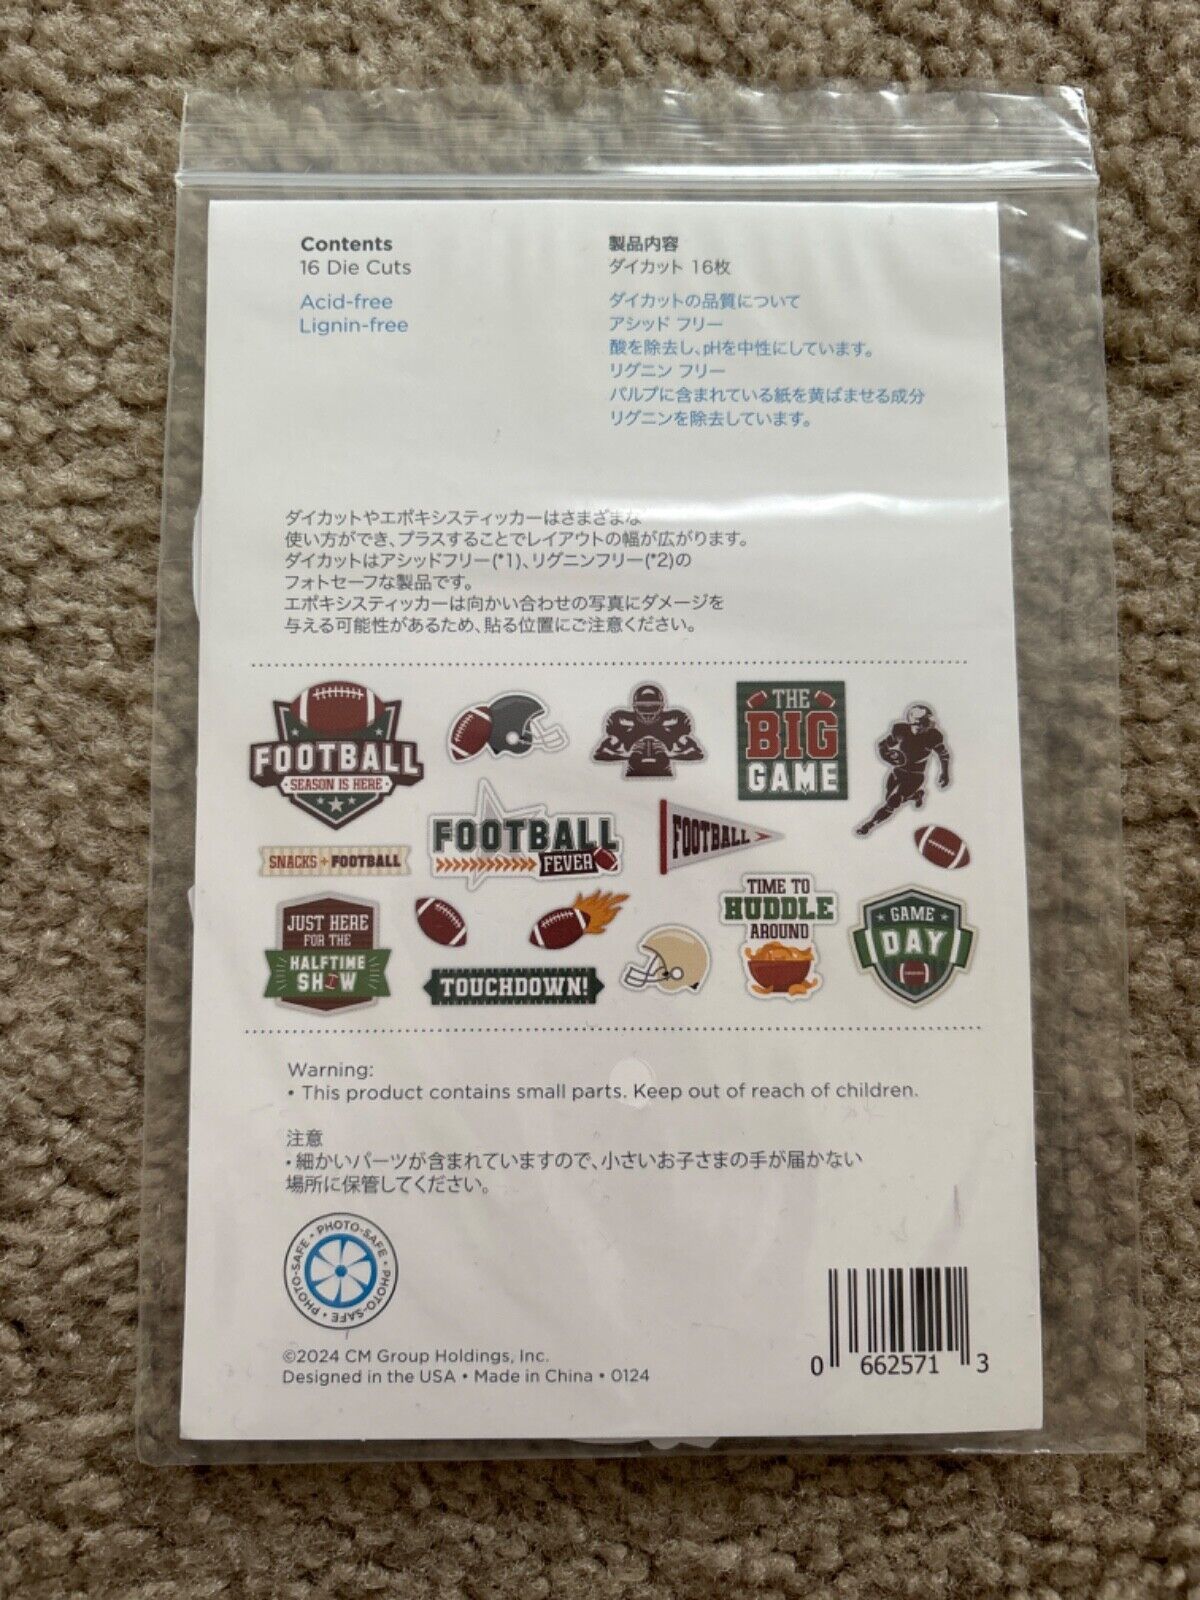 Contents
16 Die Cuts
Acid-free
Lignin-free
製品内容
ダイカット 16枚
ダイカットの品質について
アシッド フリー
酸を除去し、pHを中性にしています。
リグニン フリー
パルプに含まれている紙を黄ばませる成分
リグニンを除去しています。
ダイカットやエポキシスティッカーはさまざまな
使い方ができ、プラスすることでレイアウトの幅が広がります。
ダイカットはアシッドフリー(*1)、リグニンフリー(*2)の
フォトセーフな製品です。
エポキシスティッカーは向かい合わせの写真にダメージを
与える可能性があるため、貼る位置にご注意ください。
FOOTBALL
SEASON IS HERE
THE
BIG
GAME
SNACKS + FOOTBALL
FOOTBALL
FEVER
FOOTBALL
JUST HERE
FOR THE
HALFTIME
SHOW
TOUCHDOWN!
TIME TO
HUDDLE
AROUND
GAME
DAY
Warning:
• This product contains small parts. Keep out of reach of children.
注意
・細かいパーツが含まれていますので、小さいお子さまの手が届かない
場所に保管してください。
PHOTO-SAFE • PHOTO-SAFE • PHOTO-SAFE • PHOTO-SAFE •
©2024 CM Group Holdings, Inc.
Designed in the USA • Made in China • 0124
0 662571 3